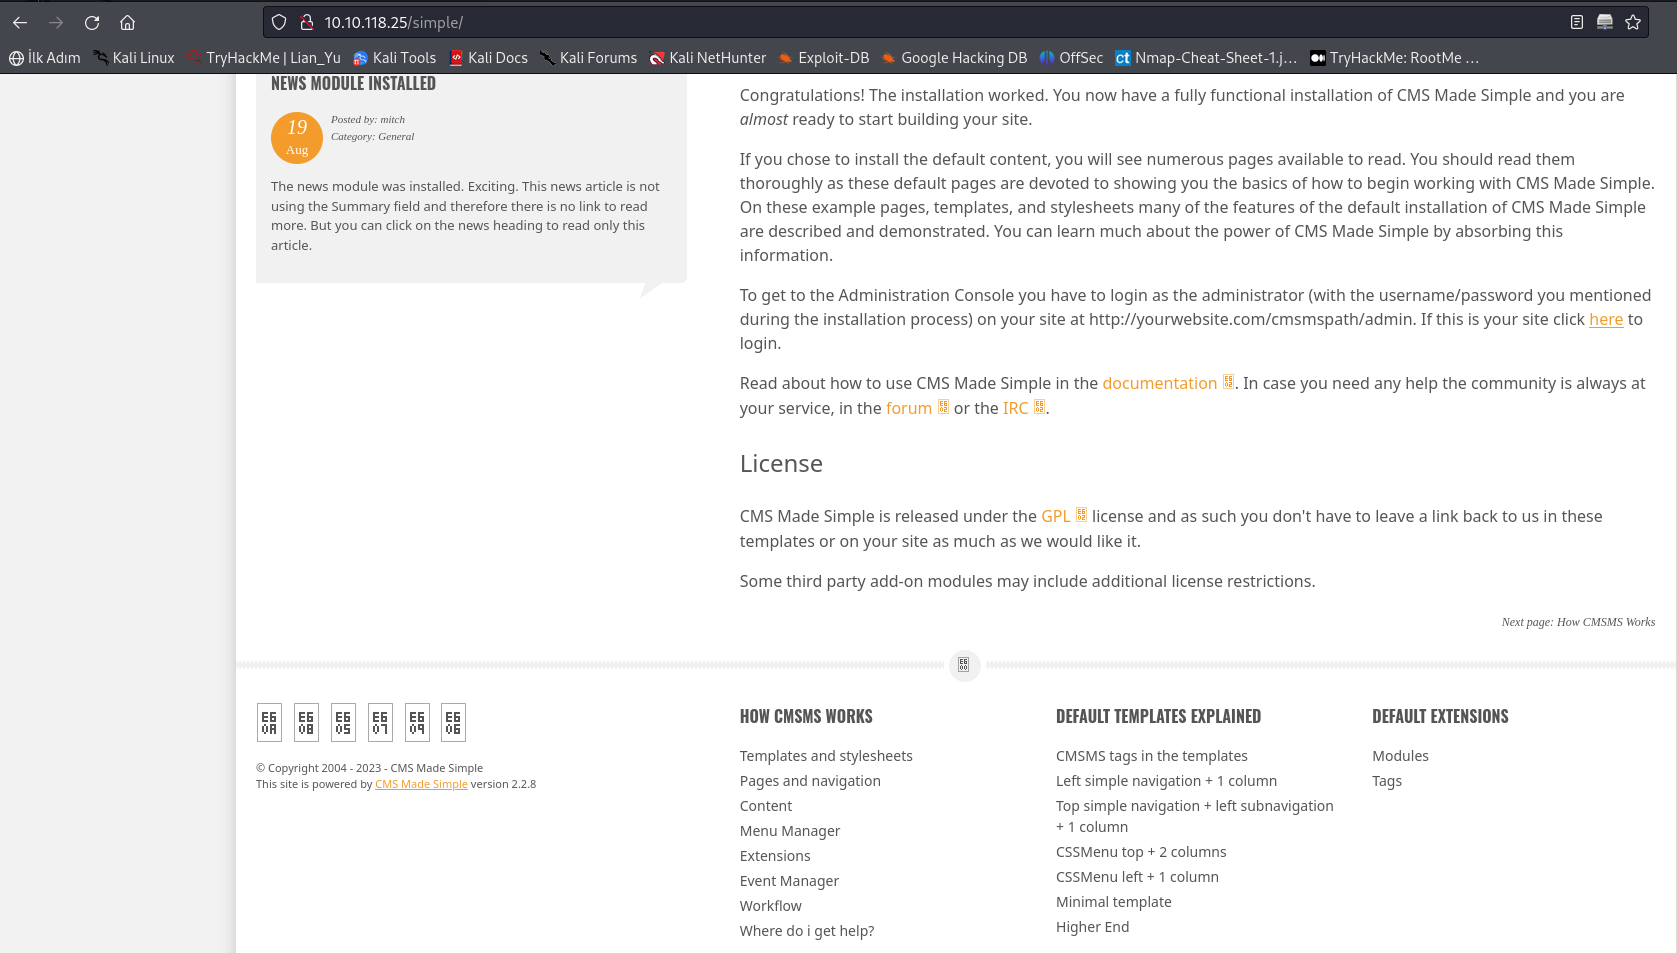 10.10.118.25/simple/
İlk Adım
Kali Linux
TryHackMe | Lian_Yu
Kali Tools
Kali Docs
Kali Forums
Kali NetHunter
Exploit-DB
Google Hacking DB
OffSec
Nmap-Cheat-Sheet-1.j…
TryHackMe: RootMe …
NEWS MODULE INSTALLED
19
Aug
Posted by: mitch
Category: General
The news module was installed. Exciting. This news article is not
using the Summary field and therefore there is no link to read
more. But you can click on the news heading to read only this
article.
Congratulations! The installation worked. You now have a fully functional installation of CMS Made Simple and you are
almost ready to start building your site.
If you chose to install the default content, you will see numerous pages available to read. You should read them
thoroughly as these default pages are devoted to showing you the basics of how to begin working with CMS Made Simple.
On these example pages, templates, and stylesheets many of the features of the default installation of CMS Made Simple
are described and demonstrated. You can learn much about the power of CMS Made Simple by absorbing this
information.
To get to the Administration Console you have to login as the administrator (with the username/password you mentioned
during the installation process) on your site at http://yourwebsite.com/cmsmspath/admin. If this is your site click here to
login.
Read about how to use CMS Made Simple in the documentation . In case you need any help the community is always at
your service, in the forum or the IRC .
License
CMS Made Simple is released under the GPL license and as such you don't have to leave a link back to us in these
templates or on your site as much as we would like it.
Some third party add-on modules may include additional license restrictions.
Next page: How CMSMS Works
© Copyright 2004 - 2023 - CMS Made Simple
This site is powered by CMS Made Simple version 2.2.8
HOW CMSMS WORKS
Templates and stylesheets
Pages and navigation
Content
Menu Manager
Extensions
Event Manager
Workflow
Where do i get help?
DEFAULT TEMPLATES EXPLAINED
CMSMS tags in the templates
Left simple navigation + 1 column
Top simple navigation + left subnavigation
+ 1 column
CSSMenu top + 2 columns
CSSMenu left + 1 column
Minimal template
Higher End
DEFAULT EXTENSIONS
Modules
Tags